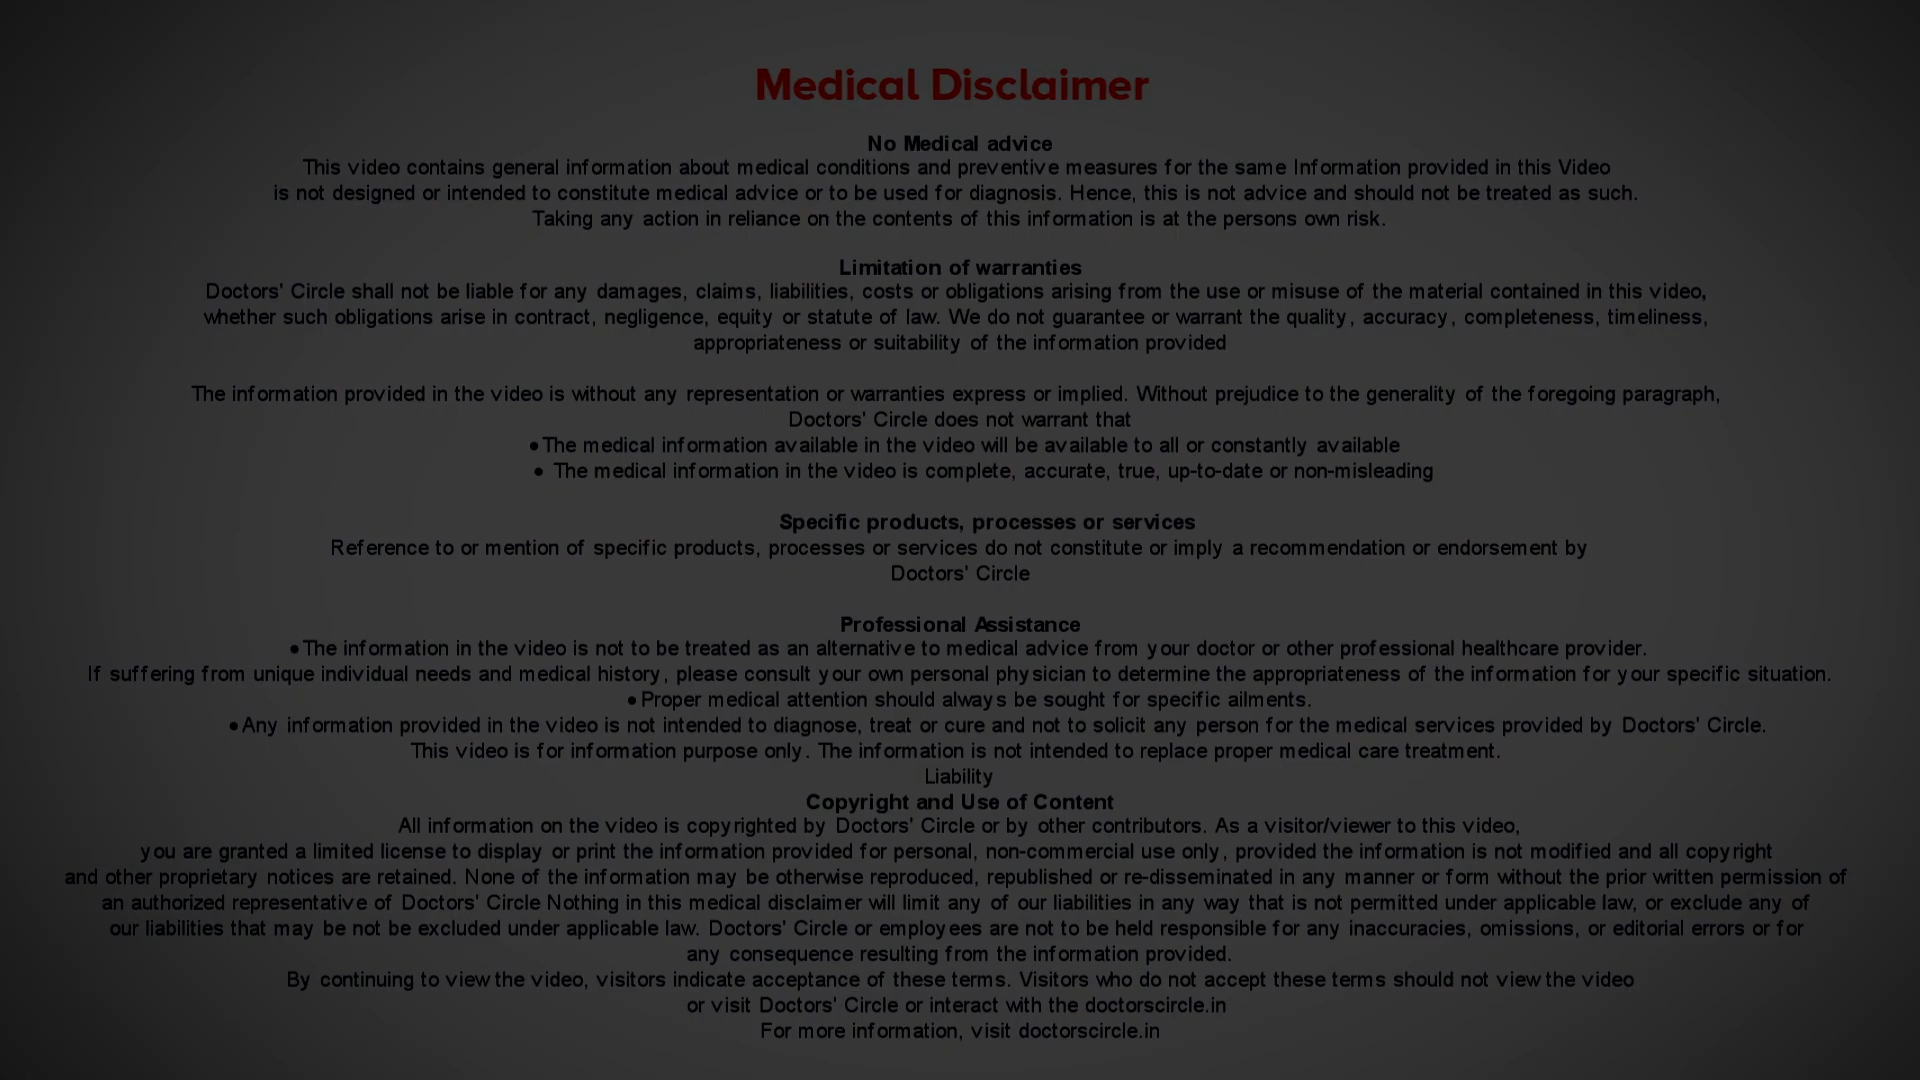 Medical Disclaimer
No Medical advice
This video contains general information about medical conditions and preventive measures for the same Information provided in this Video
is not designed or intended to constitute medical advice or to be used for diagnosis. Hence, this is not advice and should not be treated as such.
Taking any action in reliance on the contents of this information is at the persons own risk.
Limitation of warranties
Doctors' Circle shall not be liable for any damages, claims, liabilities, costs or obligations arising from the use or misuse of the material contained in this video,
whether such obligations arise in contract, negligence, equity or statute of law. We do not guarantee or warrant the quality, accuracy, completeness, timeliness,
appropriateness or suitability of the information provided
The information provided in the video is without any representation or warranties express or implied. Without prejudice to the generality of the foregoing paragraph,
Doctors' Circle does not warrant that
•The medical information available in the video will be available to all or constantly available
• The medical information in the video is complete, accurate, true, up-to-date or non-misleading
Specific products, processes or services
Reference to or mention of specific products, processes or services do not constitute or imply a recommendation or endorsement by
Doctors' Circle
Professional Assistance
•The information in the video is not to be treated as an alternative to medical advice from your doctor or other professional healthcare provider.
If suffering from unique individual needs and medical history, please consult your own personal physician to determine the appropriateness of the information for your specific situation.
•Proper medical attention should always be sought for specific ailments.
•Any information provided in the video is not intended to diagnose, treat or cure and not to solicit any person for the medical services provided by Doctors' Circle.
This video is for information purpose only. The information is not intended to replace proper medical care treatment.
Liability
Copyright and Use of Content
All information on the video is copyrighted by Doctors' Circle or by other contributors. As a visitor/viewer to this video,
you are granted a limited license to display or print the information provided for personal, non-commercial use only, provided the information is not modified and all copyright
and other proprietary notices are retained. None of the information may be otherwise reproduced, republished or re-disseminated in any manner or form without the prior written permission of
an authorized representative of Doctors' Circle Nothing in this medical disclaimer will limit any of our liabilities in any way that is not permitted under applicable law, or exclude any of
our liabilities that may be not be excluded under applicable law. Doctors' Circle or employees are not to be held responsible for any inaccuracies, omissions, or editorial errors or for
any consequence resulting from the information provided.
By continuing to view the video, visitors indicate acceptance of these terms. Visitors who do not accept these terms should not view the video
or visit Doctors' Circle or interact with the doctorscircle.in
For more information, visit doctorscircle.in